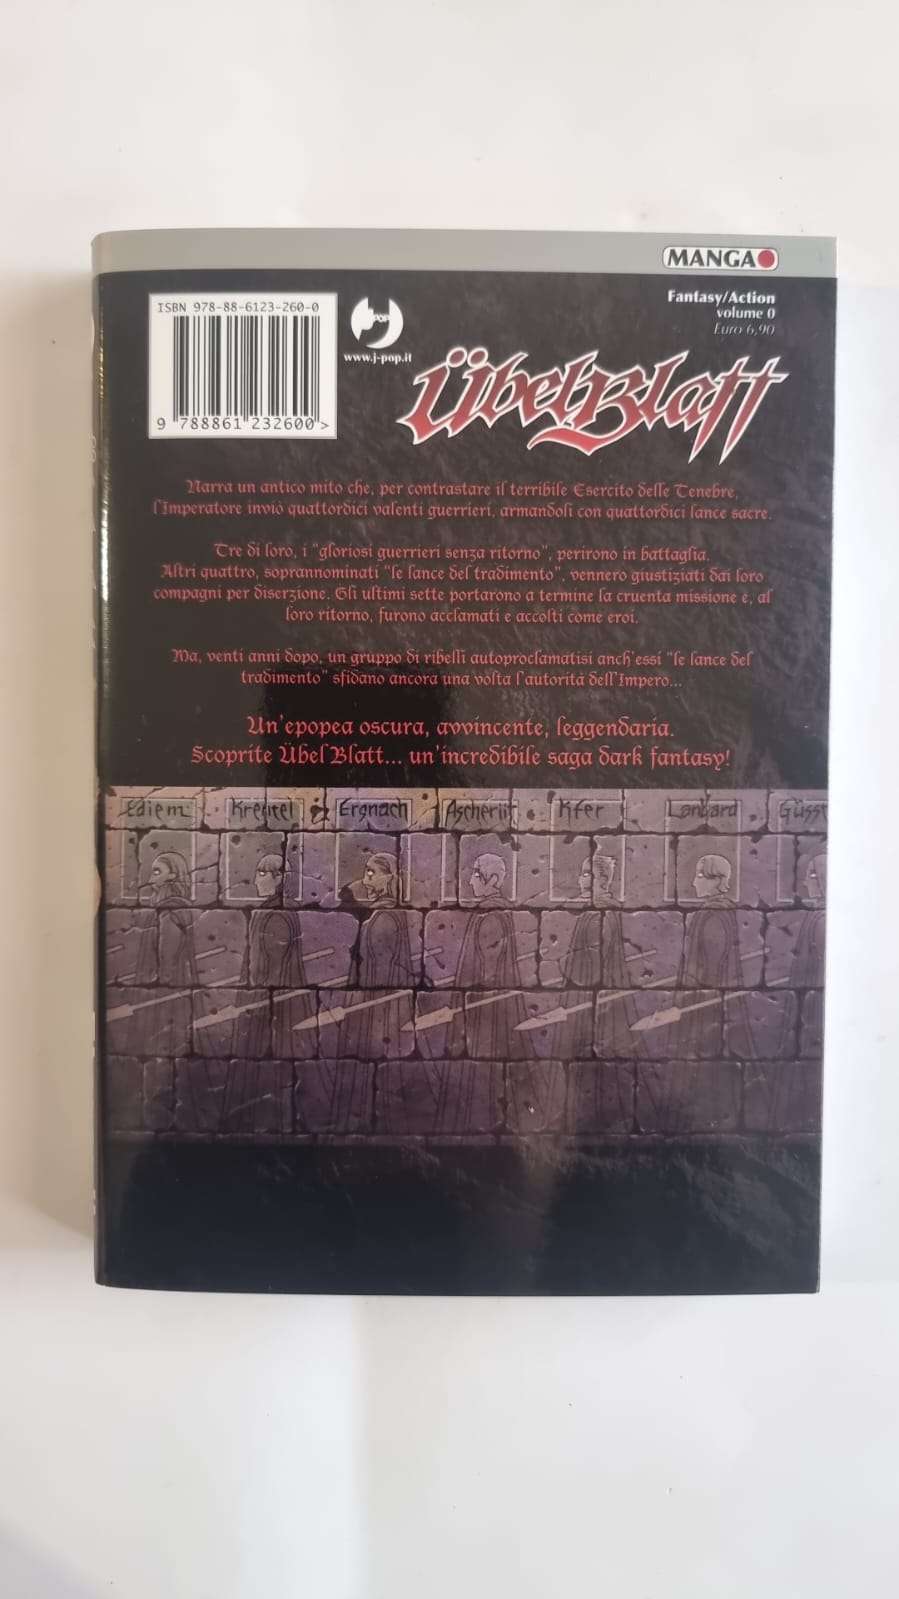 MANGA
ISBN 978-88-6123-260-0
9 788861 232600 >
J POP
www.j-pop.it
Fantasy/Action
volume 0
Euro 6,90
Übel Blatt
Narra un antico mito che, per contrastare il terribile Esercito delle Tenebre,
l'Imperatore inviò quattordici valenti guerrieri, armandoli con quattordici lance sacre.
Tre di loro, i "gloriosi guerrieri senza ritorno", perirono in battaglia.
Altri quattro, soprannominati "le lance del tradimento", vennero giustiziati dai loro
compagni per diserzione. Gli ultimi sette portarono a termine la cruenta missione e, al
loro ritorno, furono acclamati e accolti come eroi.
Ma, venti anni dopo, un gruppo di ribelli autoproclamatisi anch'essi "le lance del
tradimento" sfidano ancora una volta l'autorità dell'Impero...
Un'epopea oscura, avvincente, leggendaria.
Scoprite Übel Blatt... un'incredibile saga dark fantasy!
Ediem Krentel Ergnach Ascheriit Kfer Lanbard Güsst